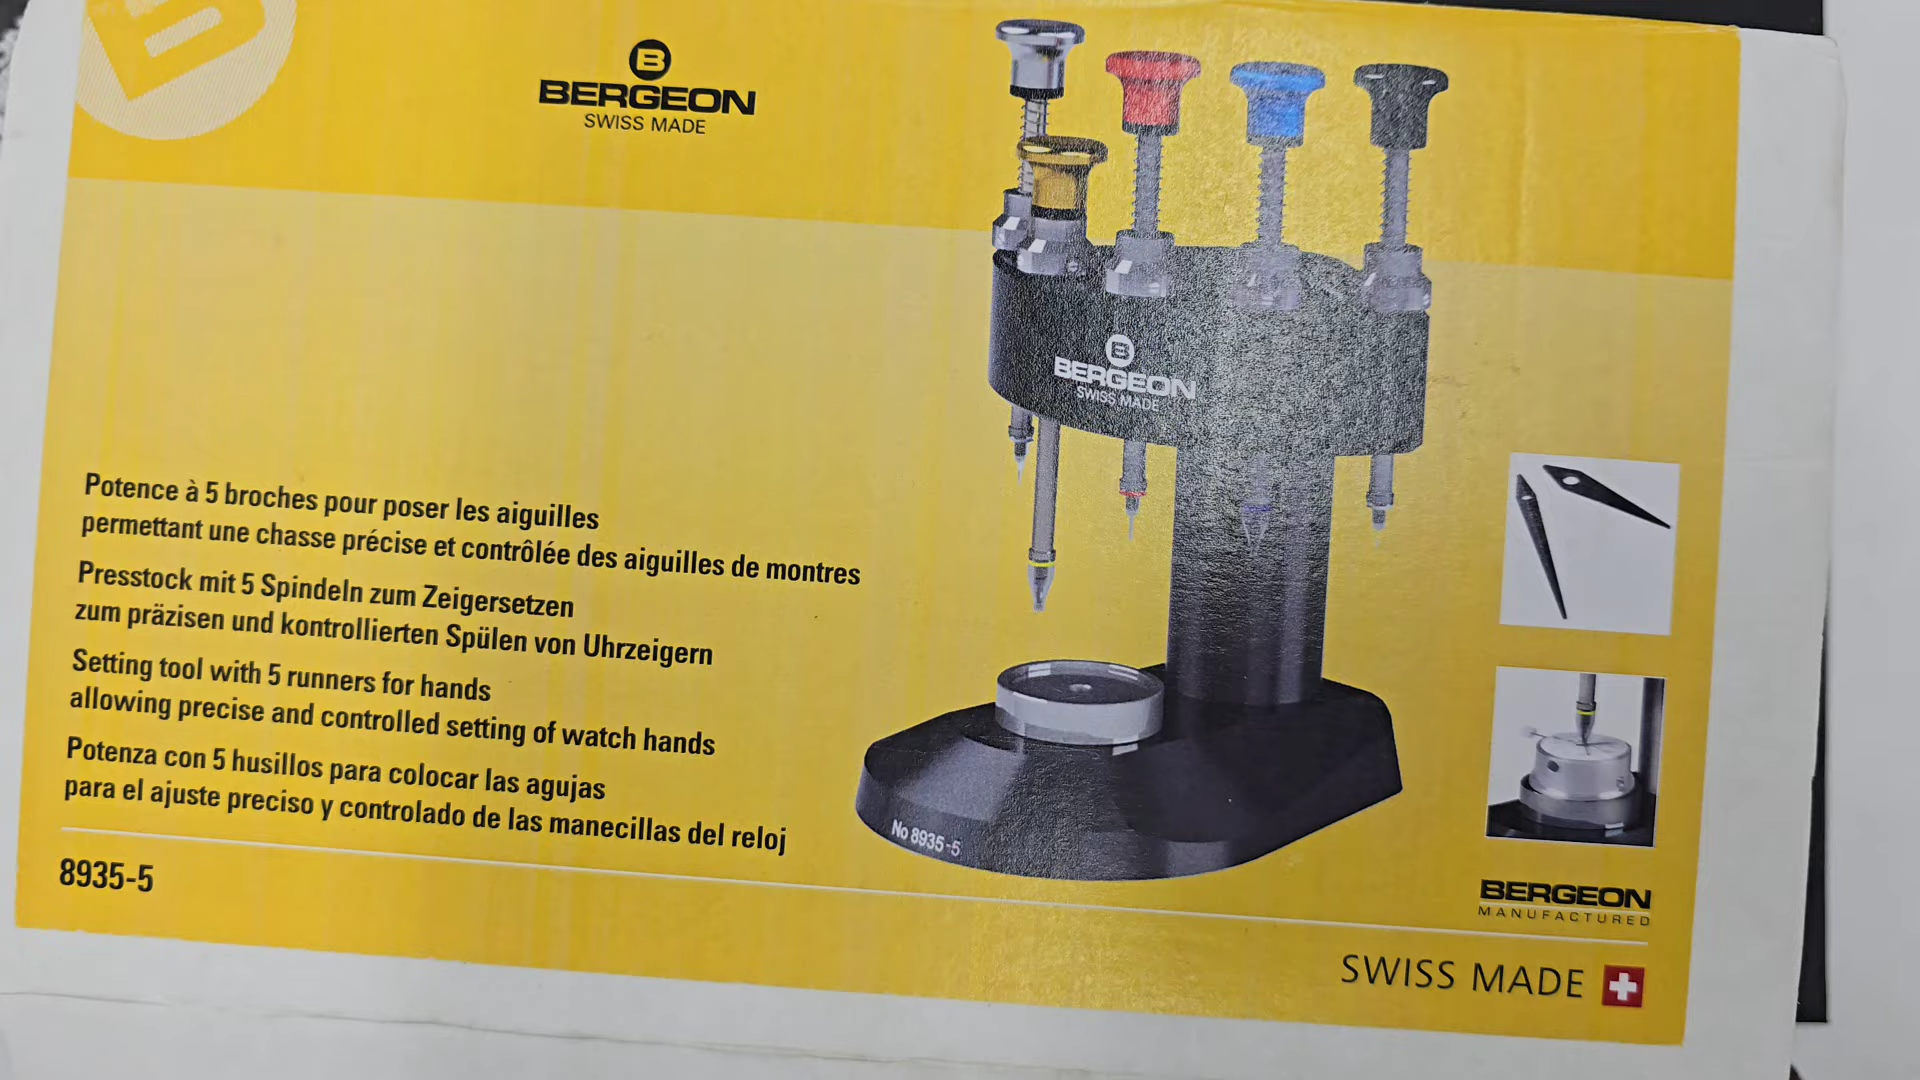 B
BERGEON
SWISS MADE
B
BERGEON
SWISS MADE
Potence à 5 broches pour poser les aiguilles
permettant une chasse précise et contrôlée des aiguilles de montres
Presstock mit 5 Spindeln zum Zeigersetzen
zum präzisen und kontrollierten Spülen von Uhrzeigern
Setting tool with 5 runners for hands
allowing precise and controlled setting of watch hands
Potenza con 5 husillos para colocar las agujas
para el ajuste preciso y controlado de las manecillas del reloj
No 8935-5
8935-5
BERGEON
MANUFACTURED
SWISS MADE